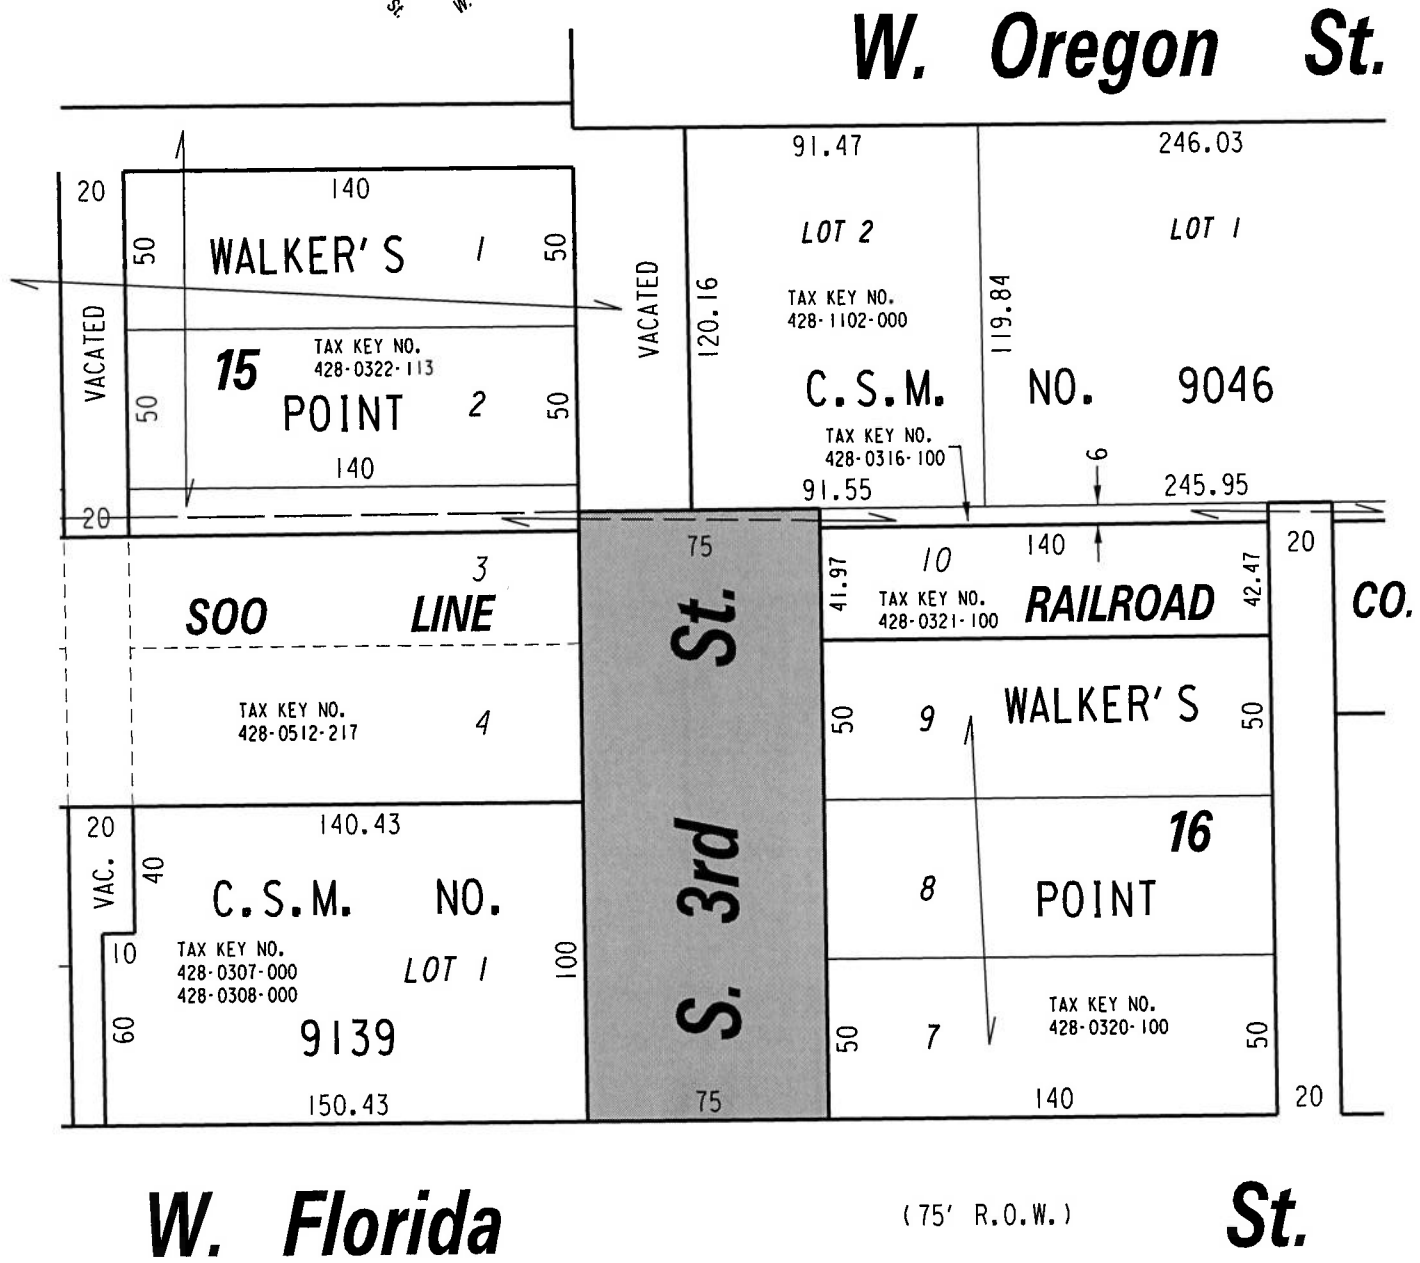 St.
W.
W. Oregon St.
91.47
246.03
20
140
50
WALKER'S 1
50
LOT 2
LOT 1
VACATED
VACATED
120.16
TAX KEY NO.
428-1102-000
119.84
15
TAX KEY NO.
428-0322-113
50
POINT 2
50
C.S.M. NO. 9046
TAX KEY NO.
428-0316-100
6
140
91.55
245.95
20
75
10
140
20
3
41.97
42.47
SOO LINE
TAX KEY NO.
428-0321-100
RAILROAD CO.
S. 3rd St.
TAX KEY NO.
428-0512-217
4
50
9
WALKER'S
50
20
140.43
16
VAC.
40
C.S.M. NO.
8
POINT
10
TAX KEY NO.
428-0307-000
428-0308-000
LOT 1
100
60
9139
50
7
TAX KEY NO.
428-0320-100
50
150.43
75
140
20
W. Florida St.
(75' R.O.W.)